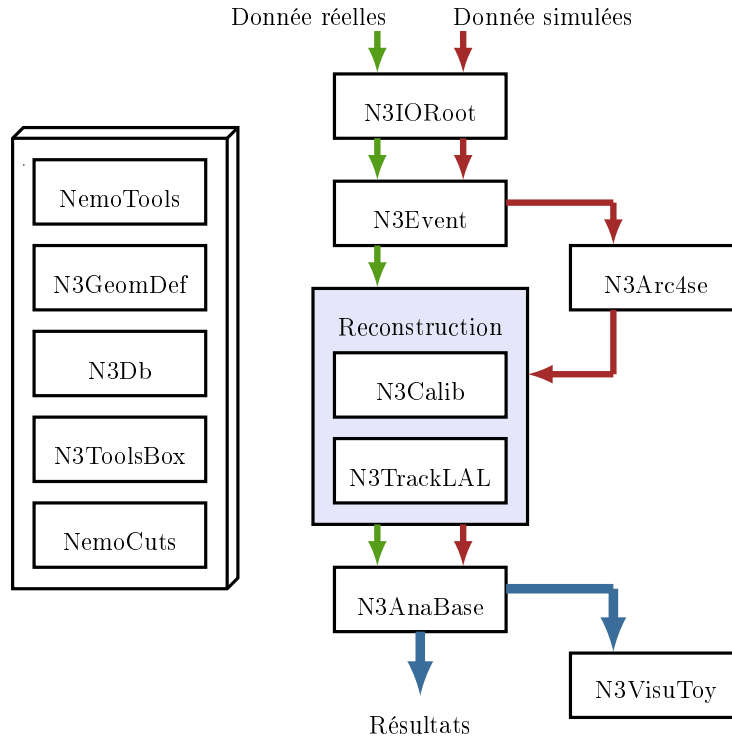 Donnée réelles
Donnée simulées
N3IORoot
NemoTools
N3Event
N3GeomDef
N3Arc4se
Reconstruction
N3Db
N3Calib
N3ToolsBox
N3TrackLAL
NemoCuts
N3AnaBase
N3VisuToy
Résultats